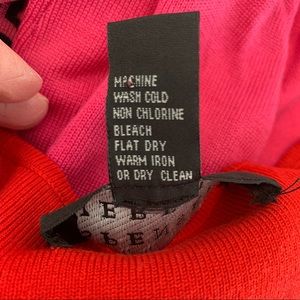 MACHINE
WASH COLD
NON CHLORINE
BLEACH
FLAT DRY
WARM IRON
OR DRY CLEAN